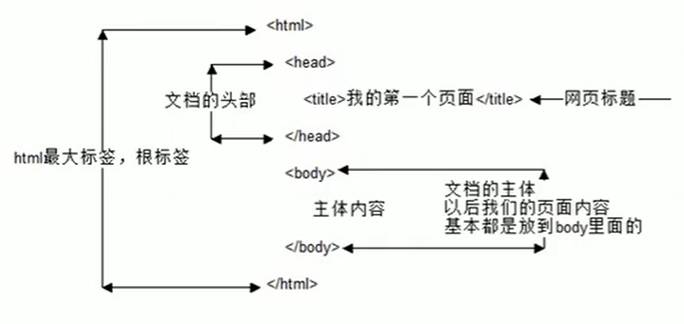 <html>
<head>
文档的头部
<title>我的第一个页面</title>
网页标题
</head>
html最大标签，根标签
<body>
主体内容
文档的主体
以后我们的页面内容
基本都是放到body里面的
</body>
</html>